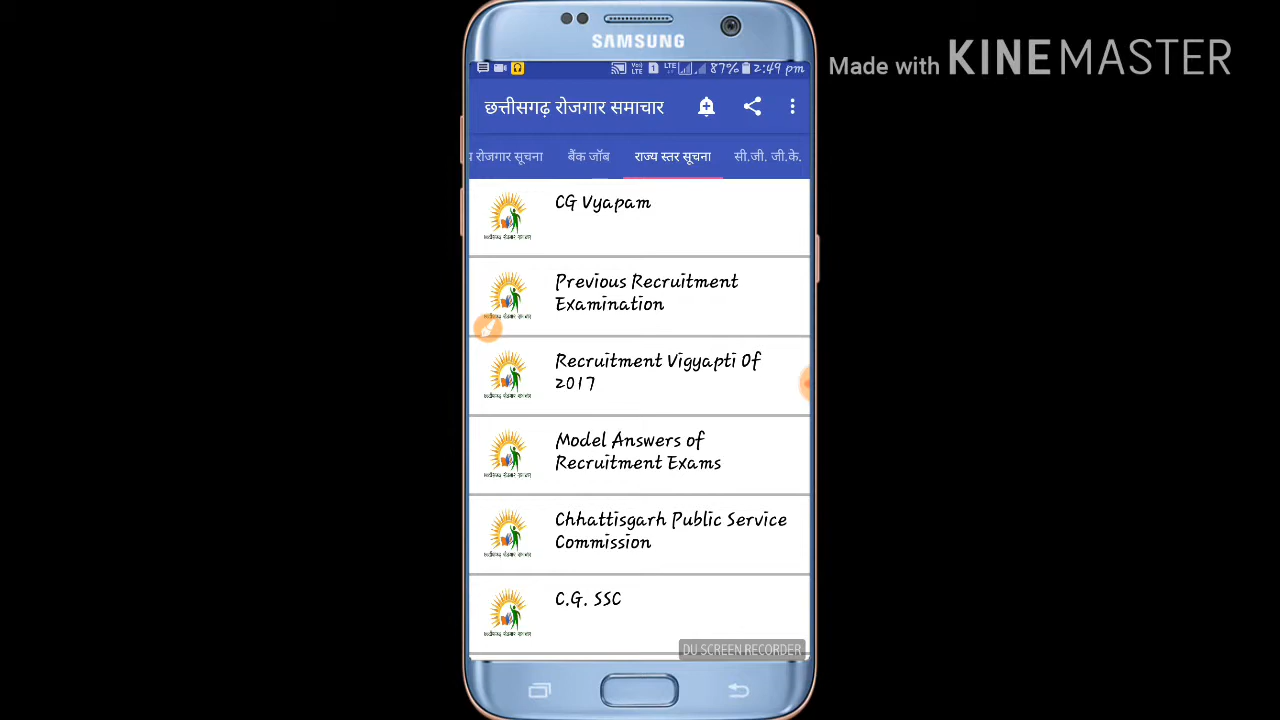 SAMSUNG
Made with KINEMASTER
87% 2:49 pm
छत्तीसगढ़ रोजगार समाचार
रोजगार सूचना बैंक जॉब राज्य स्तर सूचना सी.जी. जी.के.
CG Vyapam
Previous Recruitment
Examination
Recruitment Vigyapti Of
2017
Model Answers of
Recruitment Exams
Chhattisgarh Public Service
Commission
C.G. SSC
DU SCREEN RECORDER